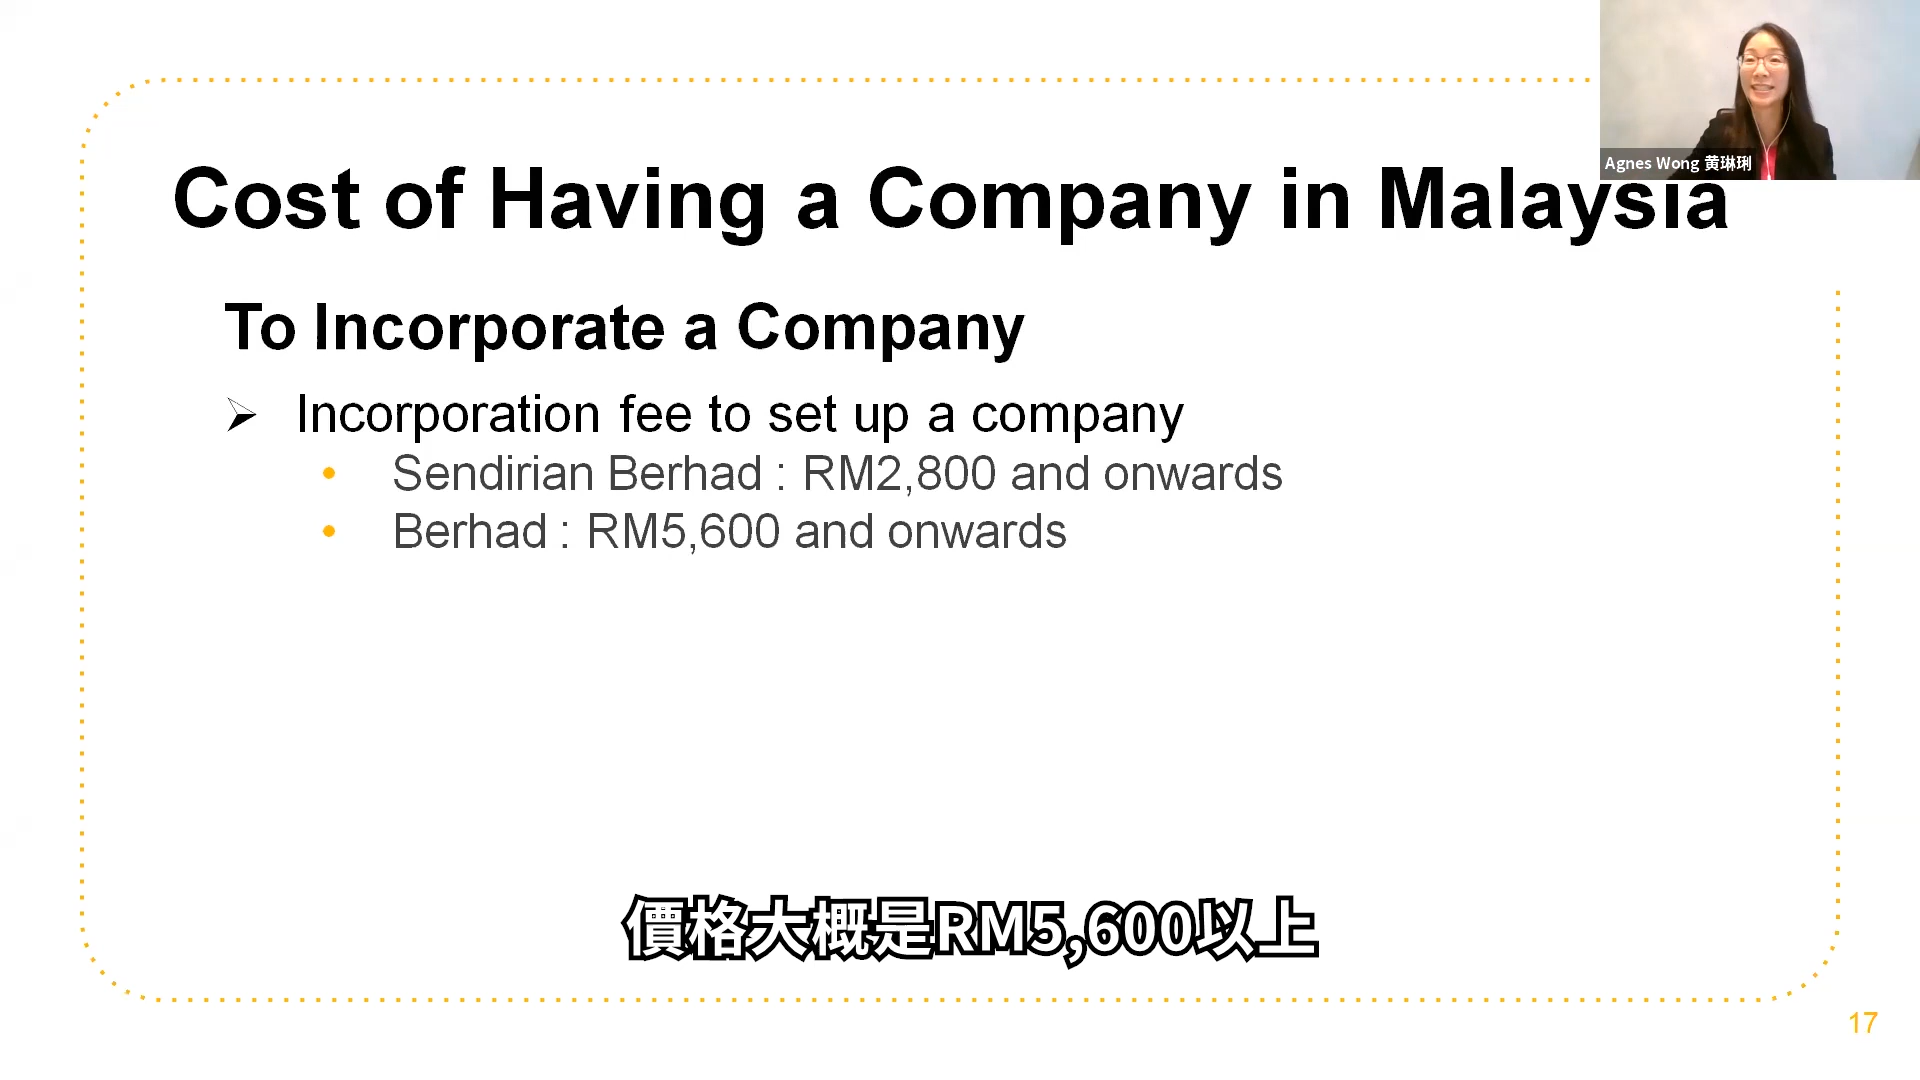 Agnes Wong 黄琳琍
Cost of Having a Company in Malaysia
To Incorporate a Company
➢ Incorporation fee to set up a company
• Sendirian Berhad : RM2,800 and onwards
• Berhad : RM5,600 and onwards
價格大概是RM5,600以上
17